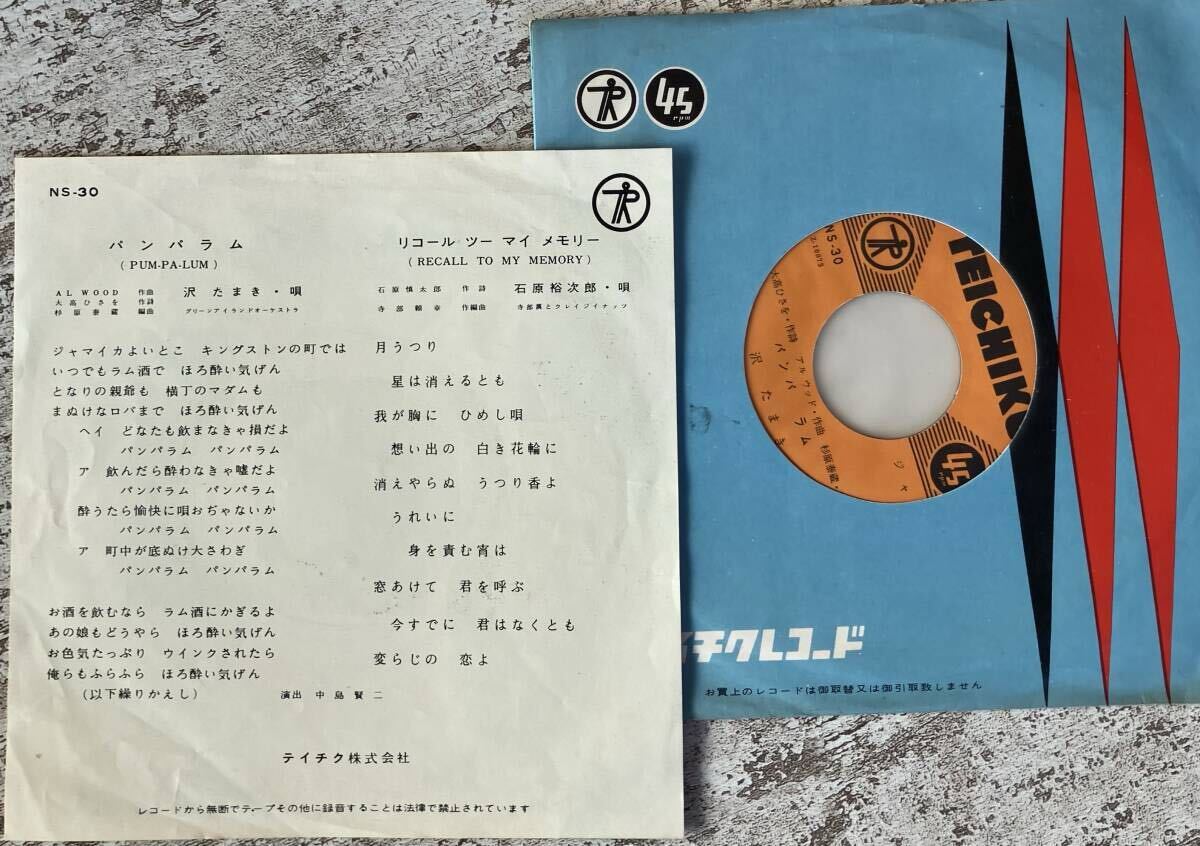 NS-30
パンパラム
(PUM-PA-LUM)
AL WOOD 作曲
大高ひさを 作詩
杉原泰蔵 編曲
沢 たまき・唄
グリーンアイランドオーケストラ
ジャマイカよいとこ キングストンの町では
いつでもラム酒で ほろ酔い気げん
となりの親爺も 横丁のマダムも
まぬけなロバまで ほろ酔い気げん
ヘイ どなたも飲まなきゃ損だよ
パンパラム パンパラム
ア 飲んだら酔わなきゃ嘘だよ
パンパラム パンパラム
酔うたら愉快に唄おぢゃないか
パンパラム パンパラム
ア 町中が底ぬけ大さわぎ
パンパラム パンパラム
お酒を飲むなら ラム酒にかぎるよ
あの娘もどうやら ほろ酔い気げん
お色気たっぷり ウインクされたら
俺らもふらふら ほろ酔い気げん
(以下繰りかえし)
演出 中島賢二
リコール ツー マイ メモリー
(RECALL TO MY MEMORY)
石原慎太郎 作詩
寺部頼幸 作編曲
石原裕次郎・唄
寺部震とクレイジイナッツ
月うつり
星は消えるとも
我が胸に ひめし唄
想い出の 白き花輪に
消えやらぬ うつり香よ
うれいに
身を責む宵は
窓あけて 君を呼ぶ
今すでに 君はなくとも
変らじの 恋よ
テイチク株式会社
レコードから無断でテープその他に録音することは法律で禁止されています
45
rpm
TEICHIKU
NS-30
大高ひさを・作詩 アル ウッド・作曲 杉原泰蔵・
パンパラム
沢 たまき
ジャ
45
イチクレコード
お買上のレコードは御取替又は御引取致しません